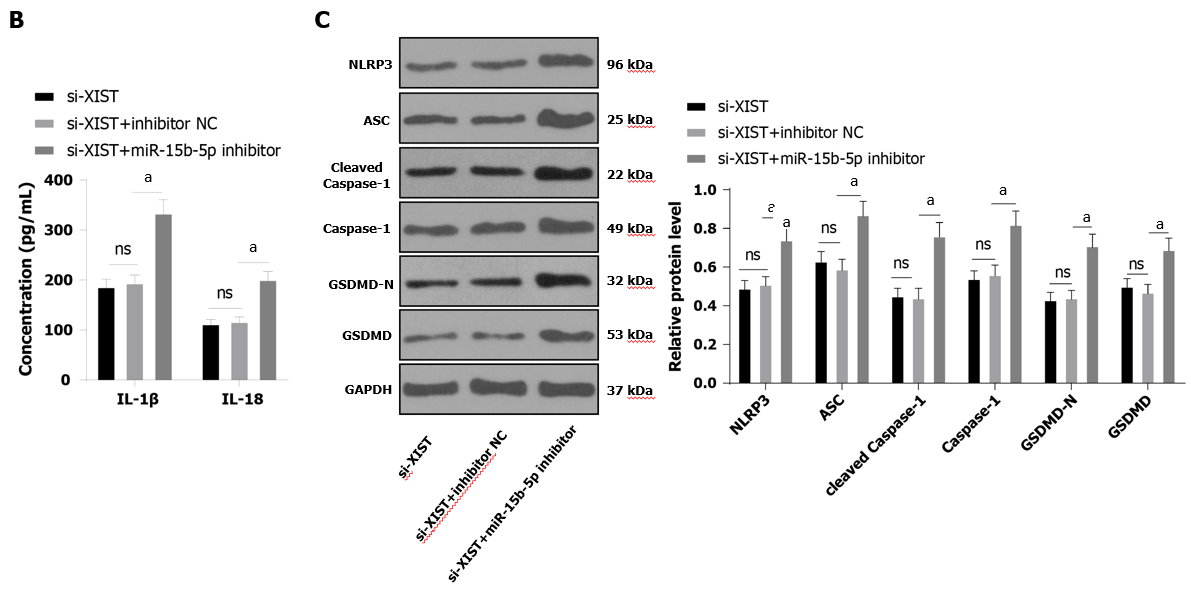 B
si-XIST
si-XIST+inhibitor NC
si-XIST+miR-15b-5p inhibitor
Concentration (pg/mL)
400
300
200
100
0
ns
a
ns
a
IL-1β
IL-18
C
NLRP3
96 kDa
ASC
25 kDa
Cleaved
Caspase-1
22 kDa
Caspase-1
49 kDa
GSDMD-N
32 kDa
GSDMD
53 kDa
GAPDH
37 kDa
si-XIST
si-XIST+inhibitor NC
si-XIST+miR-15b-5p inhibitor
si-XIST
si-XIST+inhibitor NC
si-XIST+miR-15b-5p inhibitor
Relative protein level
1.0
0.8
0.6
0.4
0.2
0.0
ns
a
a
ns
a
ns
a
ns
a
ns
a
ns
a
NLRP3
ASC
cleaved Caspase-1
Caspase-1
GSDMD-N
GSDMD